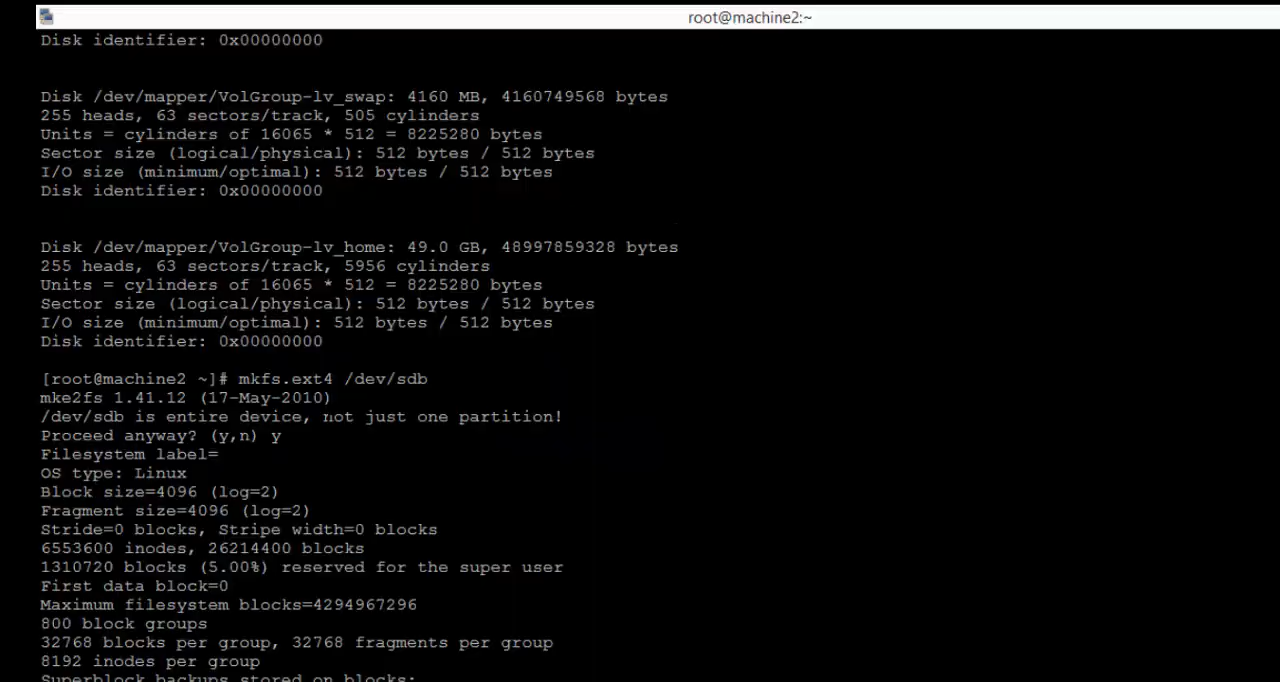 root@machine2:~
Disk identifier: 0x00000000
Disk /dev/mapper/VolGroup-lv_swap: 4160 MB, 4160749568 bytes
255 heads, 63 sectors/track, 505 cylinders
Units = cylinders of 16065 * 512 = 8225280 bytes
Sector size (logical/physical): 512 bytes / 512 bytes
I/O size (minimum/optimal): 512 bytes / 512 bytes
Disk identifier: 0x00000000
Disk /dev/mapper/VolGroup-lv_home: 49.0 GB, 48997859328 bytes
255 heads, 63 sectors/track, 5956 cylinders
Units = cylinders of 16065 * 512 = 8225280 bytes
Sector size (logical/physical): 512 bytes / 512 bytes
I/O size (minimum/optimal): 512 bytes / 512 bytes
Disk identifier: 0x00000000
[root@machine2 ~]# mkfs.ext4 /dev/sdb
mke2fs 1.41.12 (17-May-2010)
/dev/sdb is entire device, not just one partition!
Proceed anyway? (y,n) y
Filesystem label=
OS type: Linux
Block size=4096 (log=2)
Fragment size=4096 (log=2)
Stride=0 blocks, Stripe width=0 blocks
6553600 inodes, 26214400 blocks
1310720 blocks (5.00%) reserved for the super user
First data block=0
Maximum filesystem blocks=4294967296
800 block groups
32768 blocks per group, 32768 fragments per group
8192 inodes per group
Superblock backups stored on blocks: